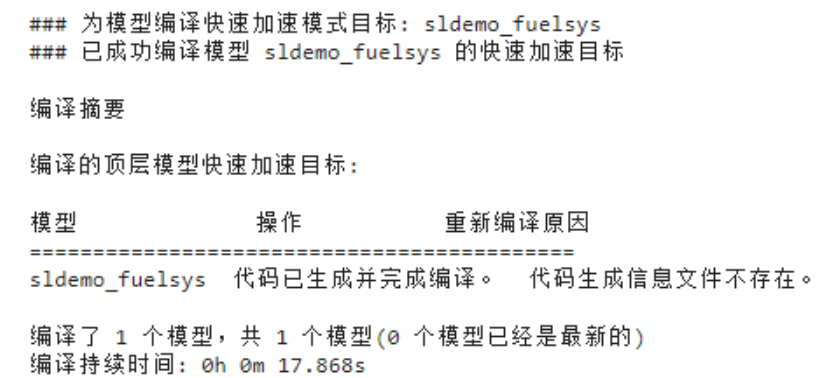 ### 为模型编译快速加速模式目标: sldemo_fuelsys
### 已成功编译模型 sldemo_fuelsys 的快速加速目标
编译摘要
编译的顶层模型快速加速目标:
模型 操作 重新编译原因
===========================================
sldemo_fuelsys 代码已生成并完成编译。 代码生成信息文件不存在。
编译了 1 个模型，共 1 个模型(0 个模型已经是最新的)
编译持续时间: 0h 0m 17.868s